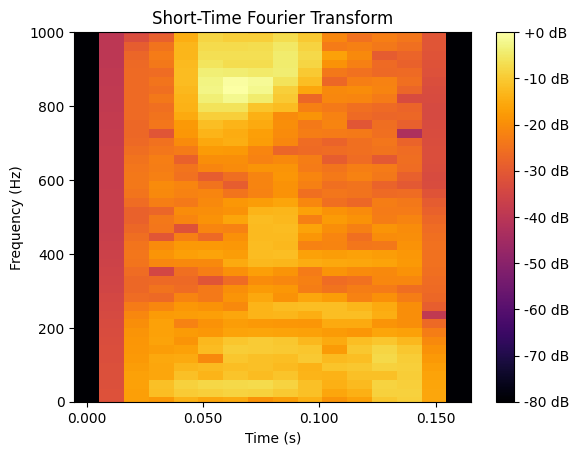 Short-Time Fourier Transform
1000
800
600
400
200
0
Frequency (Hz)
0.000
0.050
0.100
0.150
Time (s)
+0 dB
-10 dB
-20 dB
-30 dB
-40 dB
-50 dB
-60 dB
-70 dB
-80 dB